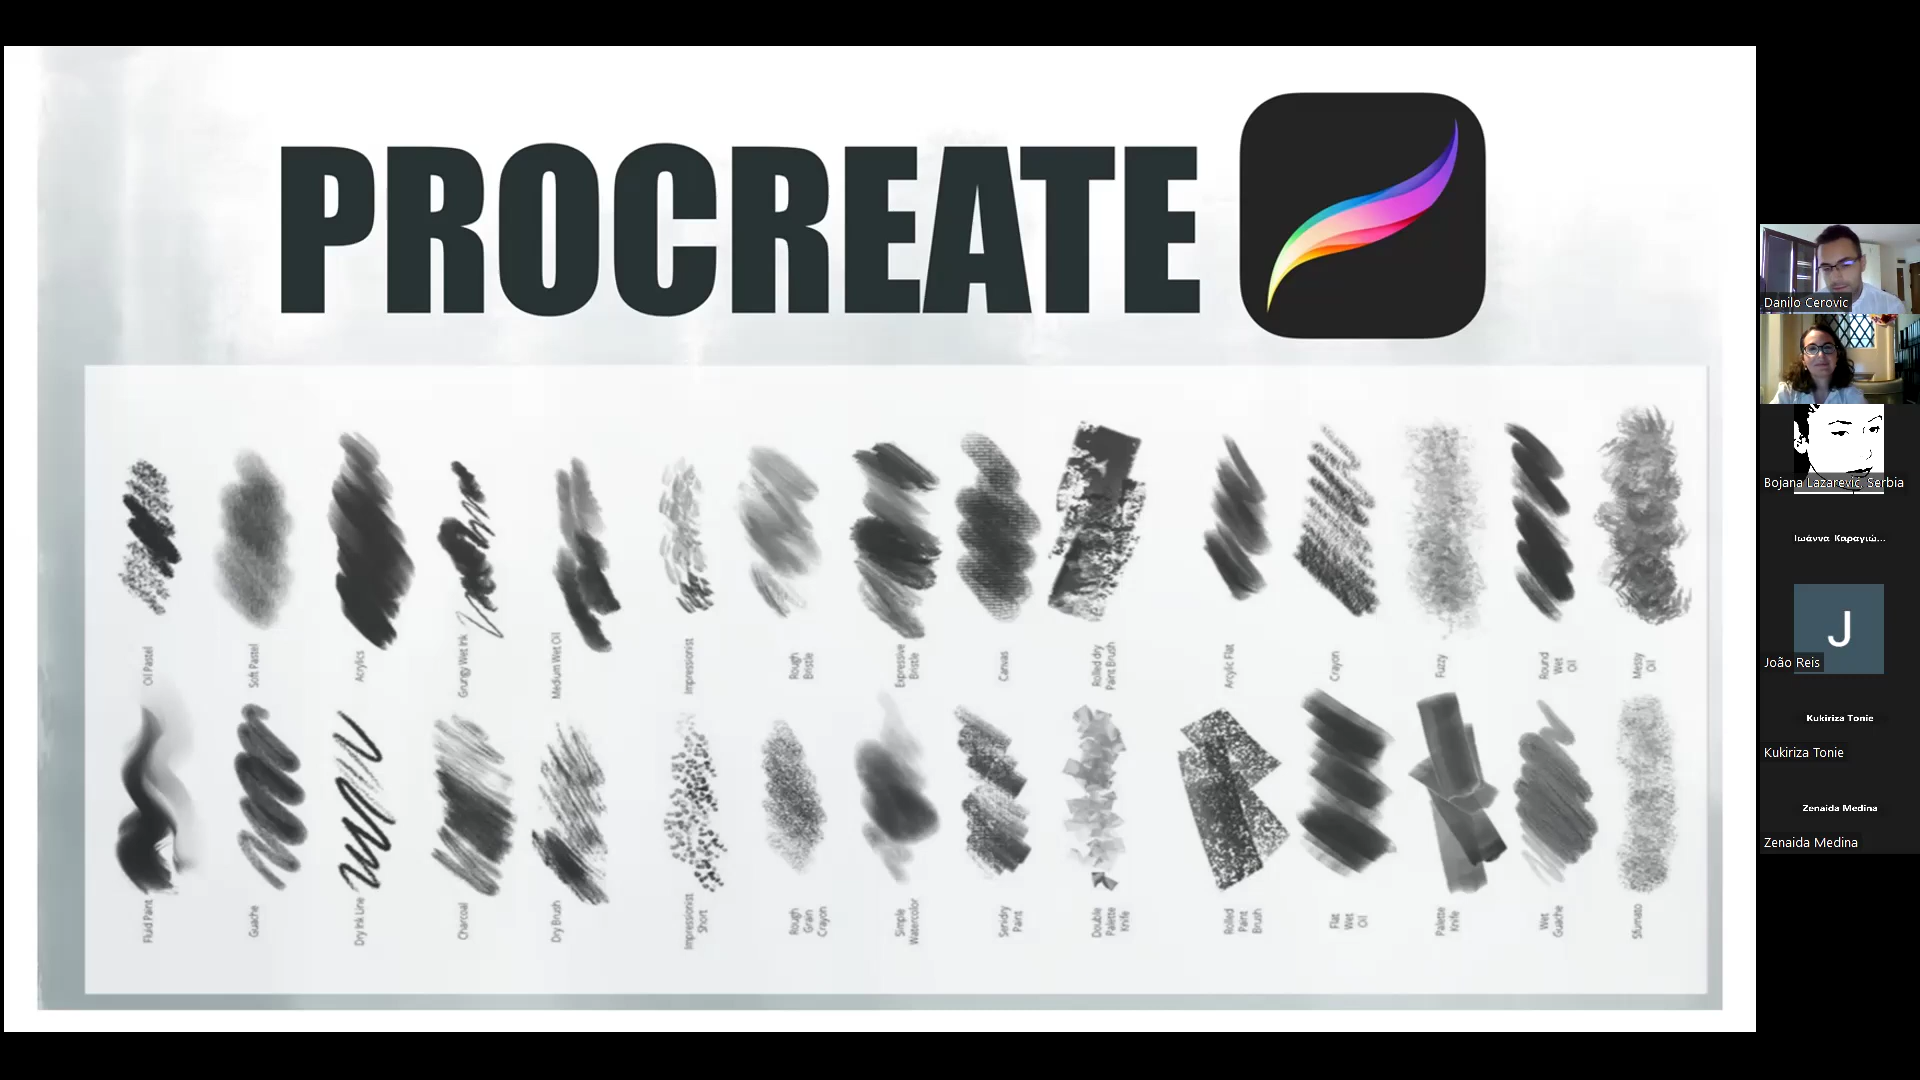 PROCREATE
Oil Pastel
Soft Pastel
Acrylics
Grungy Wet Ink
Medium Wet Oil
Impressionist
Rough
Bristle
Expressive
Bristle
Canvas
Rolled dry
Paint Brush
Arcylic Flat
Crayon
Fuzzy
Round
Wet
Oil
Messy
Oil
Fluid Paint
Guache
Dry Ink Line
Charcoal
Dry Brush
Impressionist
Short
Rough
Grain
Crayon
Simple
Watercolor
Paint
Double
Palette
Knife
Rolled
Paint
Brush
Flat
Wet
Oil
Palette
Knife
Wet
Guache
Sfumato
Danilo Cerovic
Bojana Lazarević, Serbia
Ιωάννα Καραγιώ...
J
João Reis
Kukiriza Tonie
Kukiriza Tonie
Zenaida Medina
Zenaida Medina